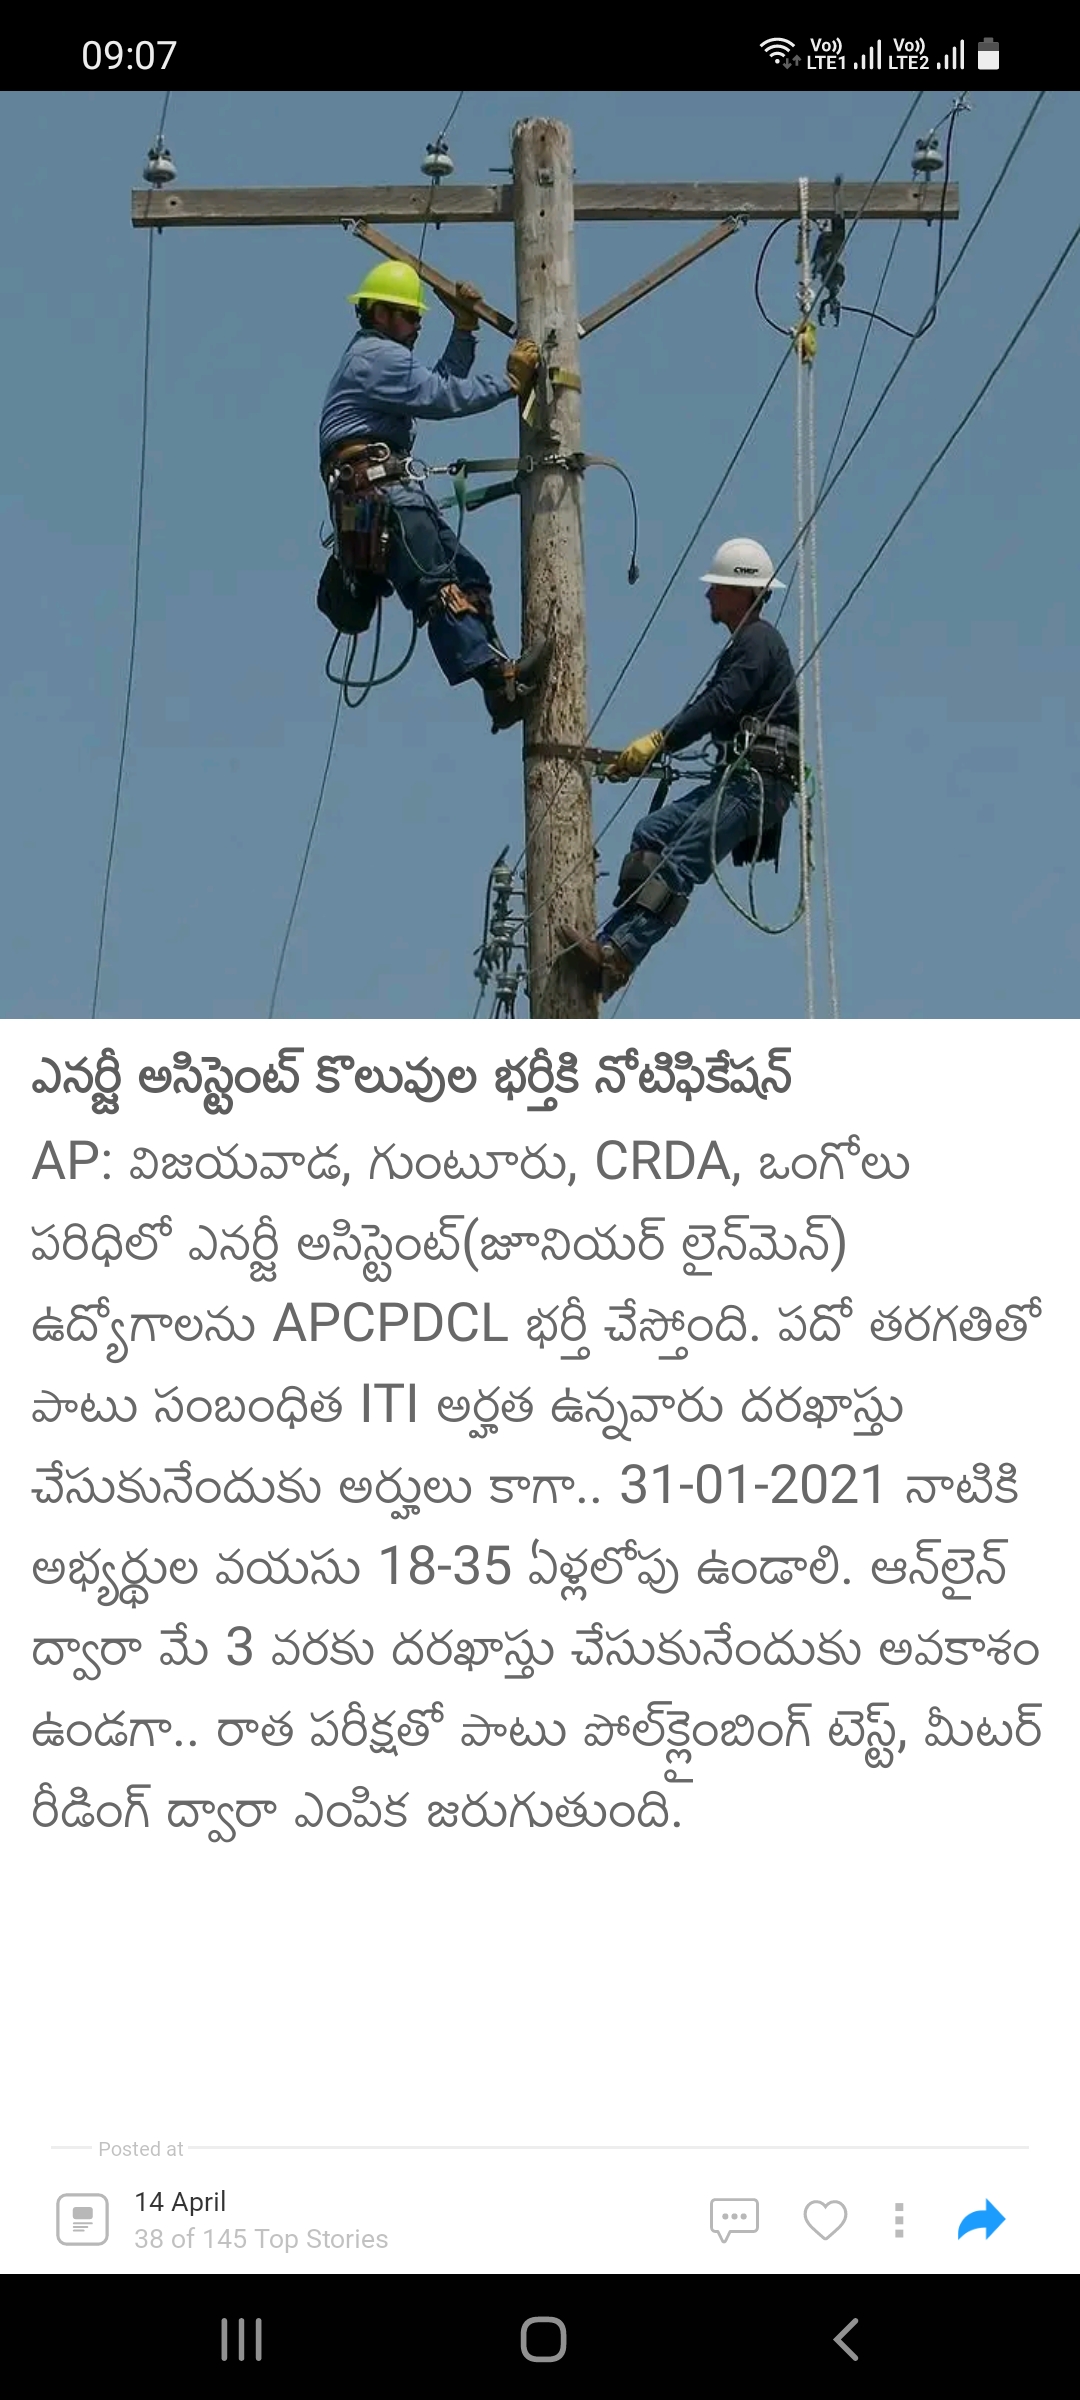 09:07
Vo)) LTE1 Vo)) LTE2
ఎనర్జీ అసిస్టెంట్ కొలువుల భర్తీకి నోటిఫికేషన్
AP: విజయవాడ, గుంటూరు, CRDA, ఒంగోలు
పరిధిలో ఎనర్జీ అసిస్టెంట్(జూనియర్ లైన్‌మెన్)
ఉద్యోగాలను APCPDCL భర్తీ చేస్తోంది. పదో తరగతితో
పాటు సంబంధిత ITI అర్హత ఉన్నవారు దరఖాస్తు
చేసుకునేందుకు అర్హులు కాగా.. 31-01-2021 నాటికి
అభ్యర్థుల వయసు 18-35 ఏళ్లలోపు ఉండాలి. ఆన్‌లైన్
ద్వారా మే 3 వరకు దరఖాస్తు చేసుకునేందుకు అవకాశం
ఉండగా.. రాత పరీక్షతో పాటు పోల్‌క్లైంబింగ్ టెస్ట్, మీటర్
రీడింగ్ ద్వారా ఎంపిక జరుగుతుంది.
Posted at
14 April
38 of 145 Top Stories